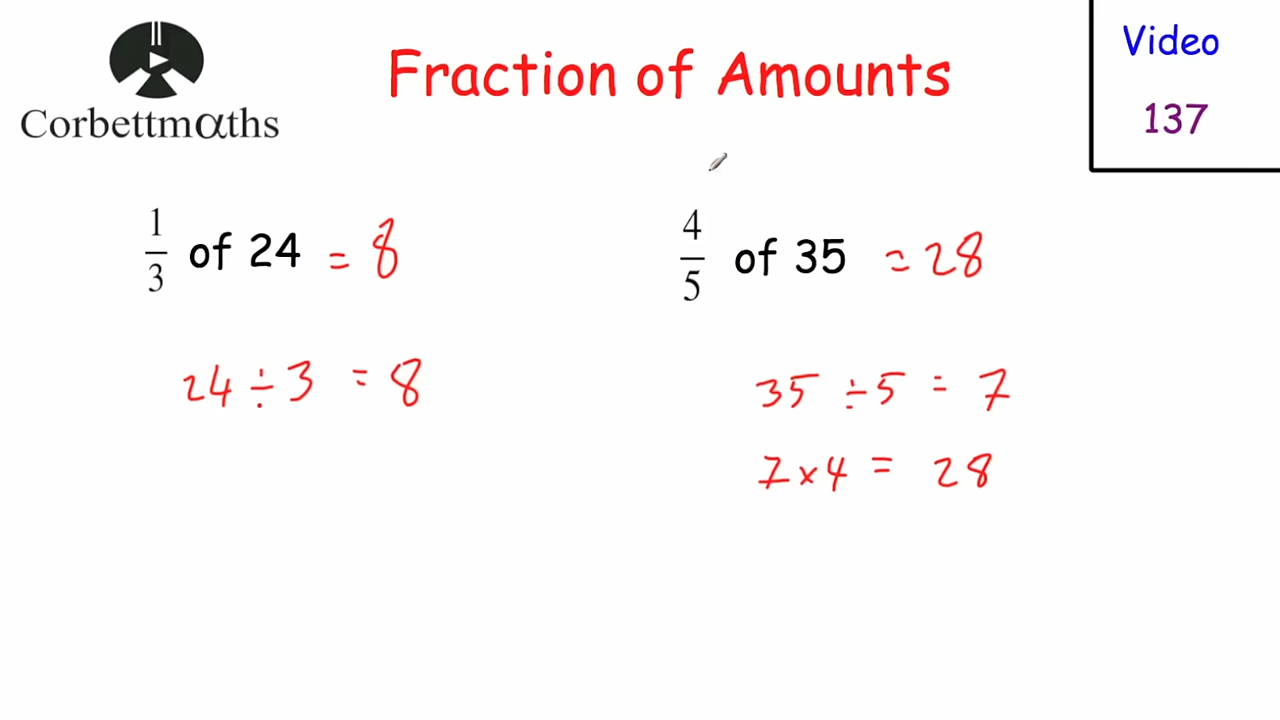 Corbettmαths
Fraction of Amounts
Video
137
1/3 of 24 = 8
24 ÷ 3 = 8
4/5 of 35 = 28
35 ÷ 5 = 7
7 × 4 = 28